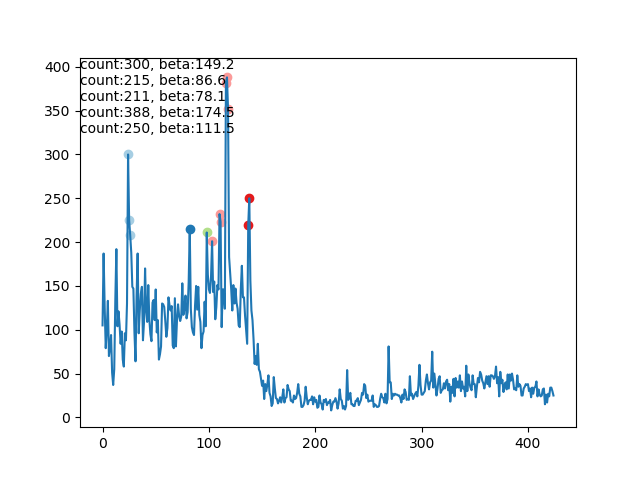 count:300, beta:149.2
count:215, beta:86.6
count:211, beta:78.1
count:388, beta:174.5
count:250, beta:111.5
400
350
300
250
200
150
100
50
0
0 100 200 300 400